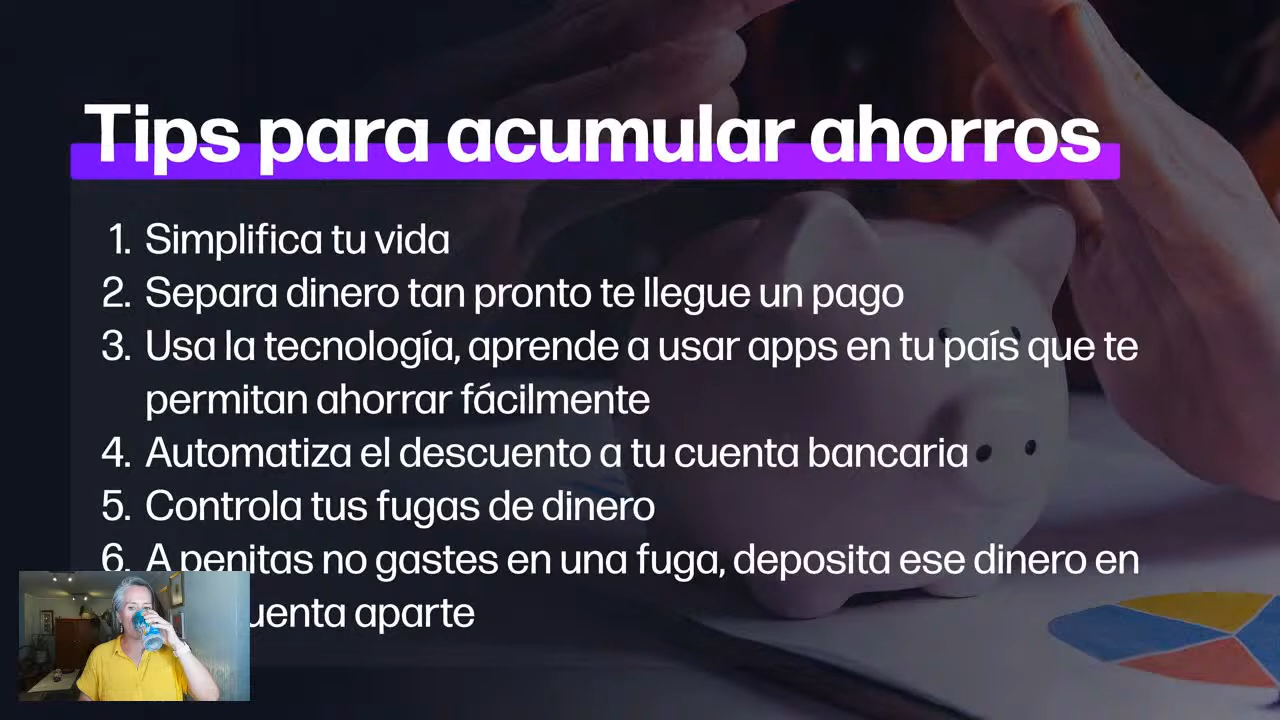 Tips para acumular ahorros
1. Simplifica tu vida
2. Separa dinero tan pronto te llegue un pago
3. Usa la tecnología, aprende a usar apps en tu país que te
permitan ahorrar fácilmente
4. Automatiza el descuento a tu cuenta bancaria
5. Controla tus fugas de dinero
6. A penitas no gastes en una fuga, deposita ese dinero en
uenta aparte